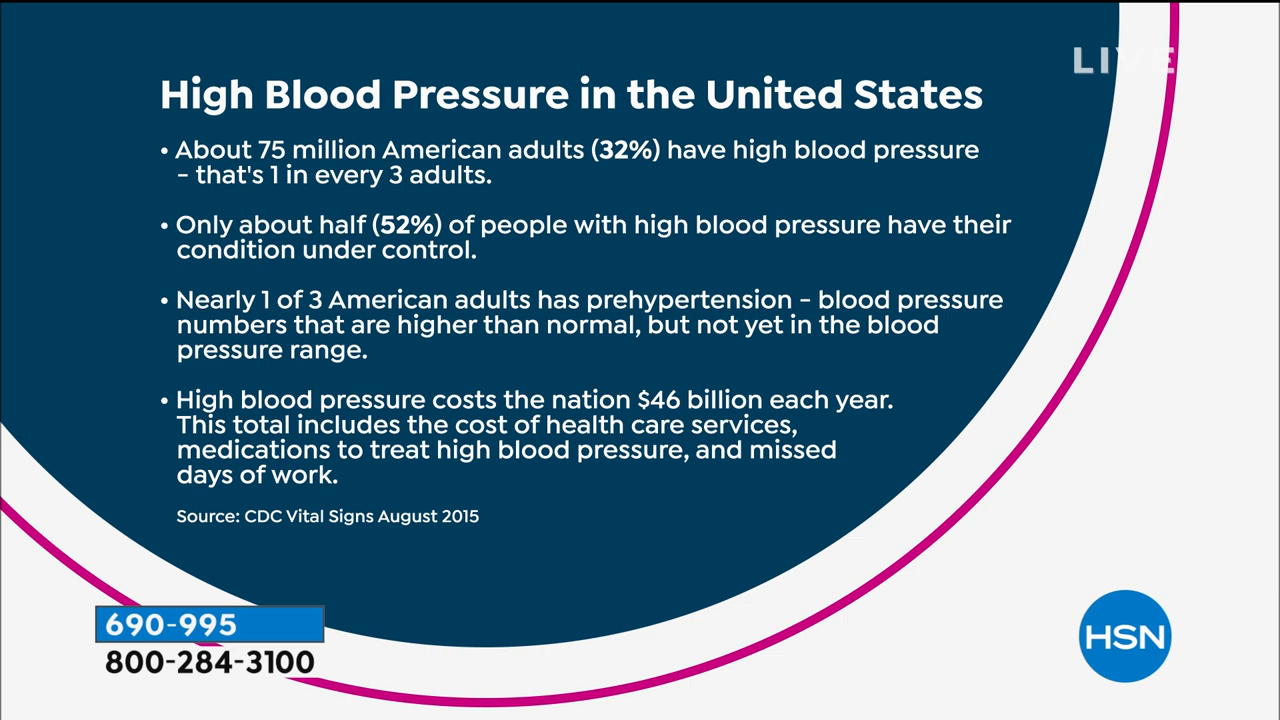 LIVE
High Blood Pressure in the United States
• About 75 million American adults (32%) have high blood pressure
- that's 1 in every 3 adults.
• Only about half (52%) of people with high blood pressure have their
condition under control.
• Nearly 1 of 3 American adults has prehypertension - blood pressure
numbers that are higher than normal, but not yet in the blood
pressure range.
• High blood pressure costs the nation $46 billion each year.
This total includes the cost of health care services,
medications to treat high blood pressure, and missed
days of work.
Source: CDC Vital Signs August 2015
690-995
800-284-3100
HSN